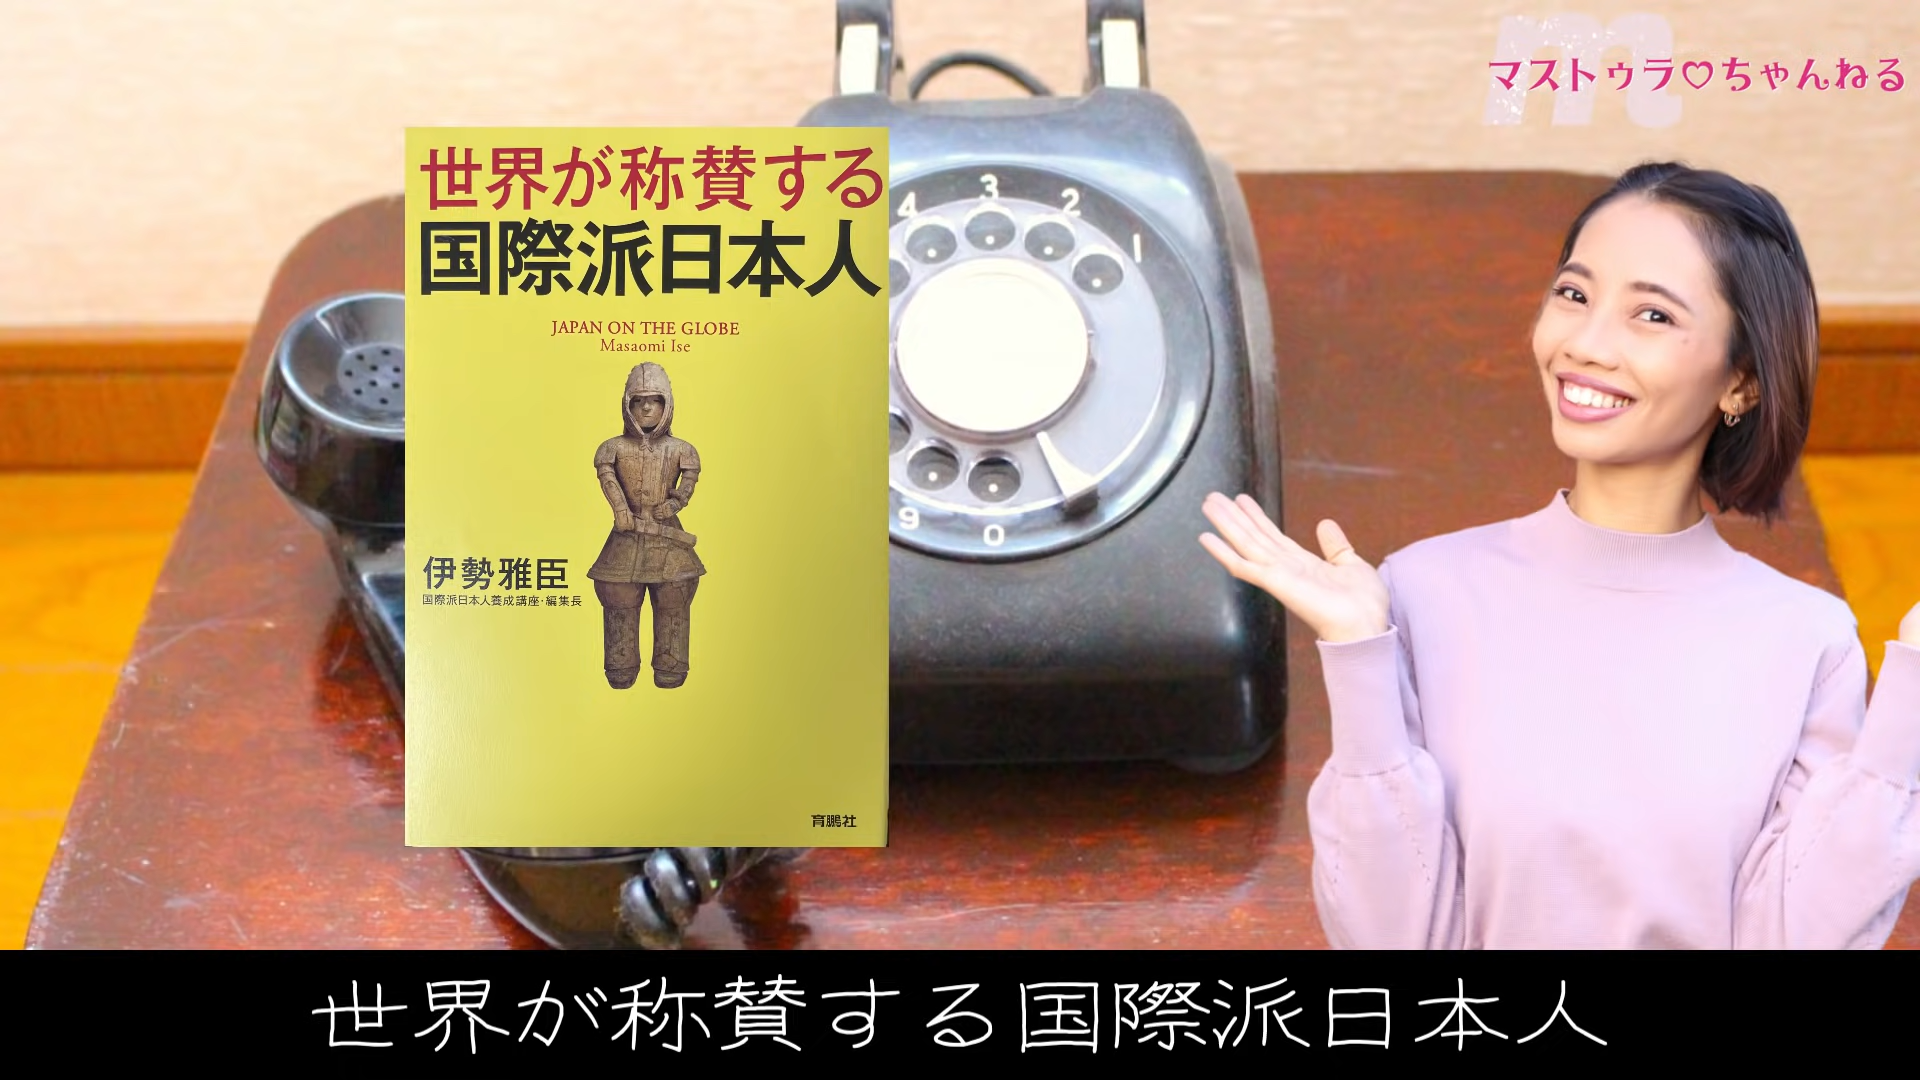 マストゥラ♡ちゃんねる
世界が称賛する
国際派日本人
JAPAN ON THE GLOBE
Masaomi Ise
伊勢雅臣
国際派日本人養成講座・編集長
育鵬社
4 3 2 1
9 0
世界が称賛する国際派日本人